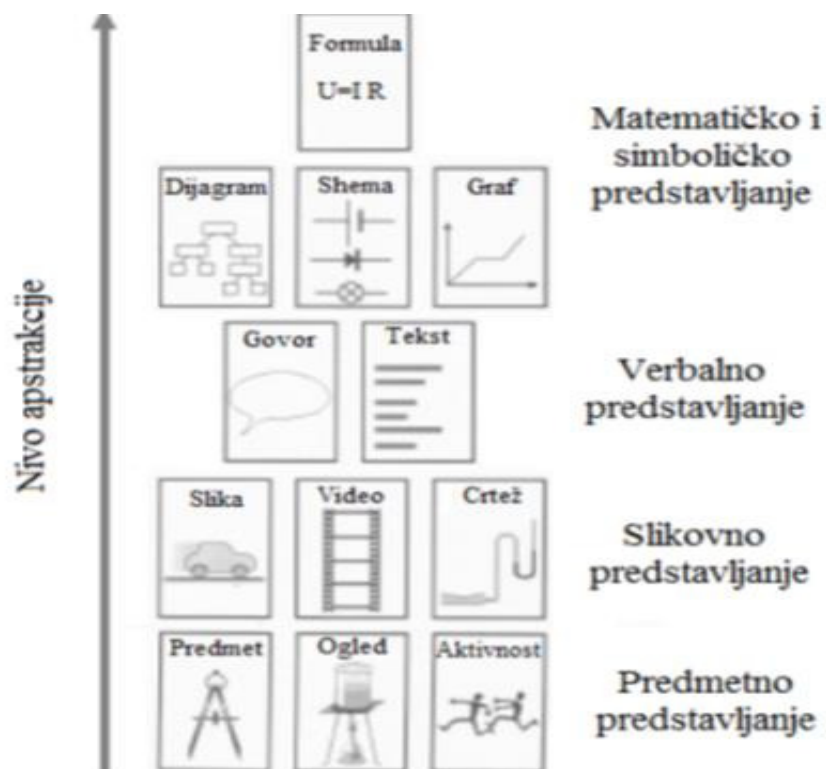 Formula
U=I R
Matematičko i
simboličko
predstavljanje
Dijagram
Shema
Graf
Nivo apstrakcije
Govor
Tekst
Verbalno
predstavljanje
Slika
Video
Crtež
Slikovno
predstavljanje
Predmet
Ogled
Aktivnost
Predmetno
predstavljanje